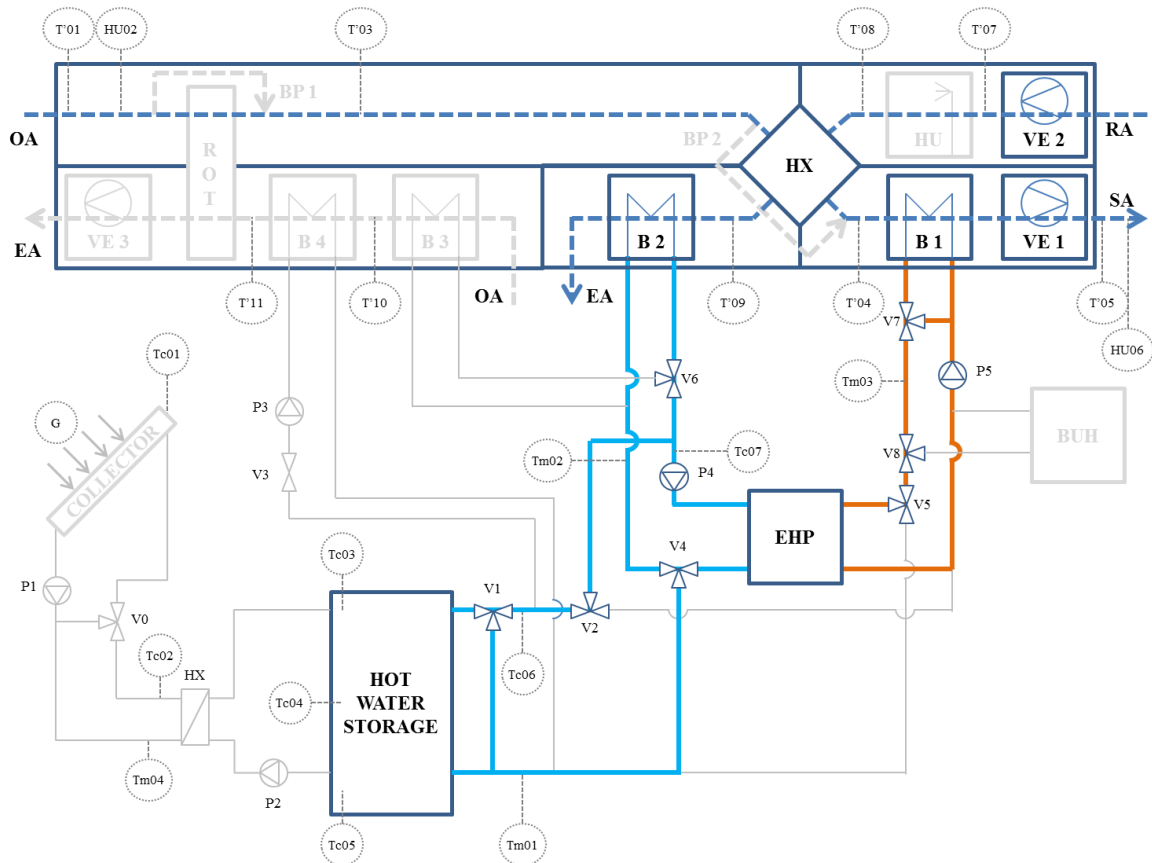 T'01
HU02
T'03
T'08
T'07
BP 1
OA
ROT
BP 2
HX
HU
VE 2
RA
VE 3
B 4
B 3
B 2
B 1
VE 1
SA
EA
T'11
T'10
OA
EA
T'09
T'04
T'05
HU06
V7
Tc01
V6
Tm03
P5
G
COLLECTOR
P3
V3
Tm02
Tc07
P4
V8
BUH
V5
EHP
Tc03
V4
P1
V0
V1
V2
Tc02
HX
Tc06
Tc04
HOT
WATER
STORAGE
Tm04
P2
Tc05
Tm01